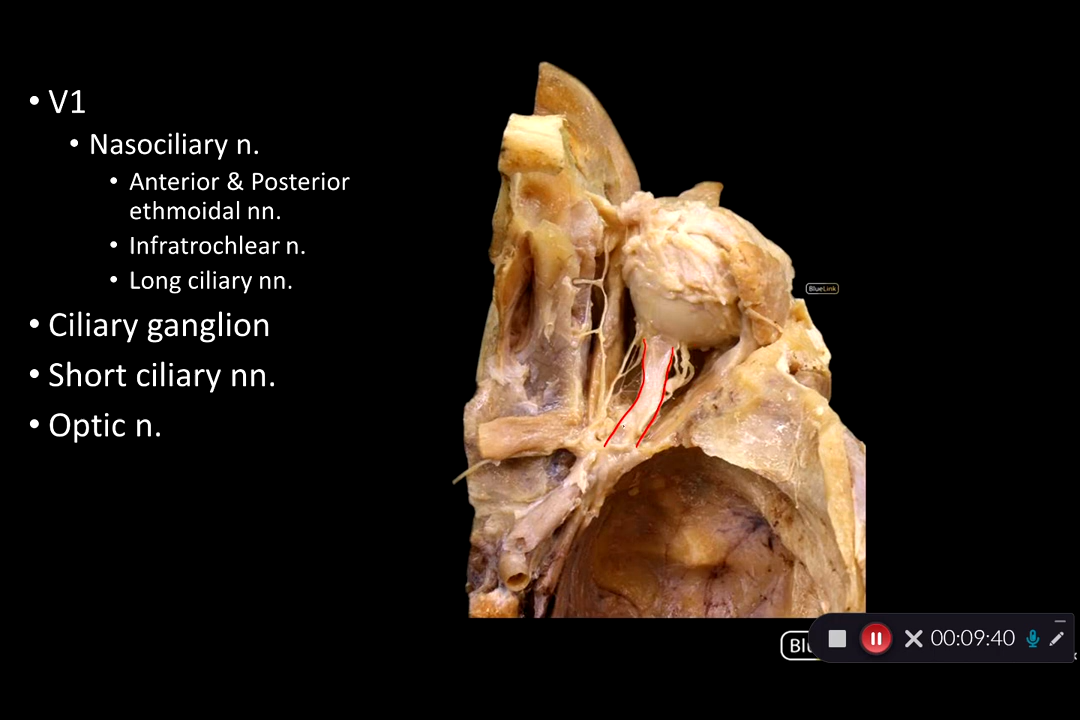 • V1
• Nasociliary n.
• Anterior & Posterior
ethmoidal nn.
• Infratrochlear n.
• Long ciliary nn.
• Ciliary ganglion
• Short ciliary nn.
• Optic n.
BlueLink
00:09:40